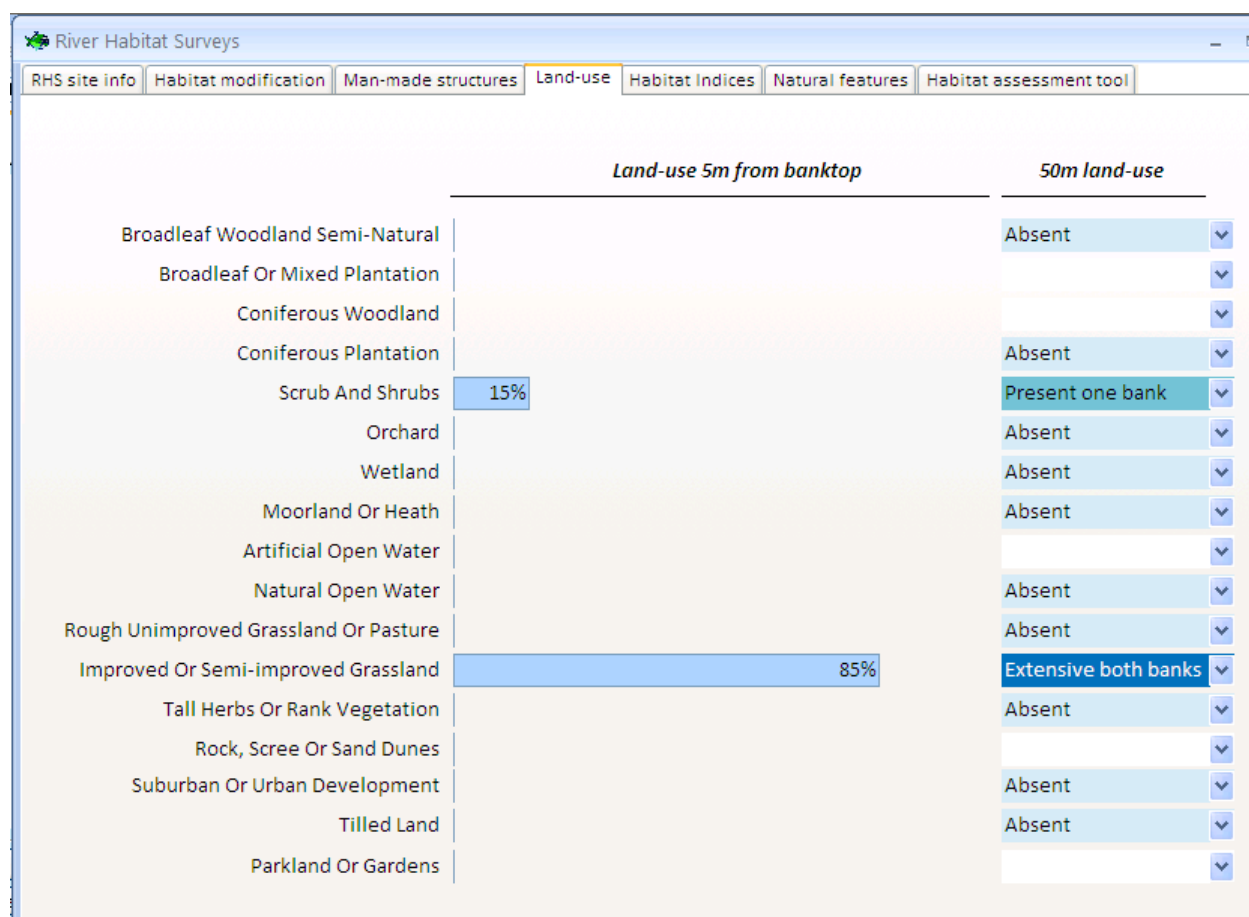 River Habitat Surveys
RHS site info Habitat modification Man-made structures Land-use Habitat Indices Natural features Habitat assessment tool
Land-use 5m from banktop 50m land-use
Broadleaf Woodland Semi-Natural Absent
Broadleaf Or Mixed Plantation
Coniferous Woodland
Coniferous Plantation Absent
Scrub And Shrubs 15% Present one bank
Orchard Absent
Wetland Absent
Moorland Or Heath Absent
Artificial Open Water
Natural Open Water Absent
Rough Unimproved Grassland Or Pasture Absent
Improved Or Semi-improved Grassland 85% Extensive both banks
Tall Herbs Or Rank Vegetation Absent
Rock, Scree Or Sand Dunes
Suburban Or Urban Development Absent
Tilled Land Absent
Parkland Or Gardens